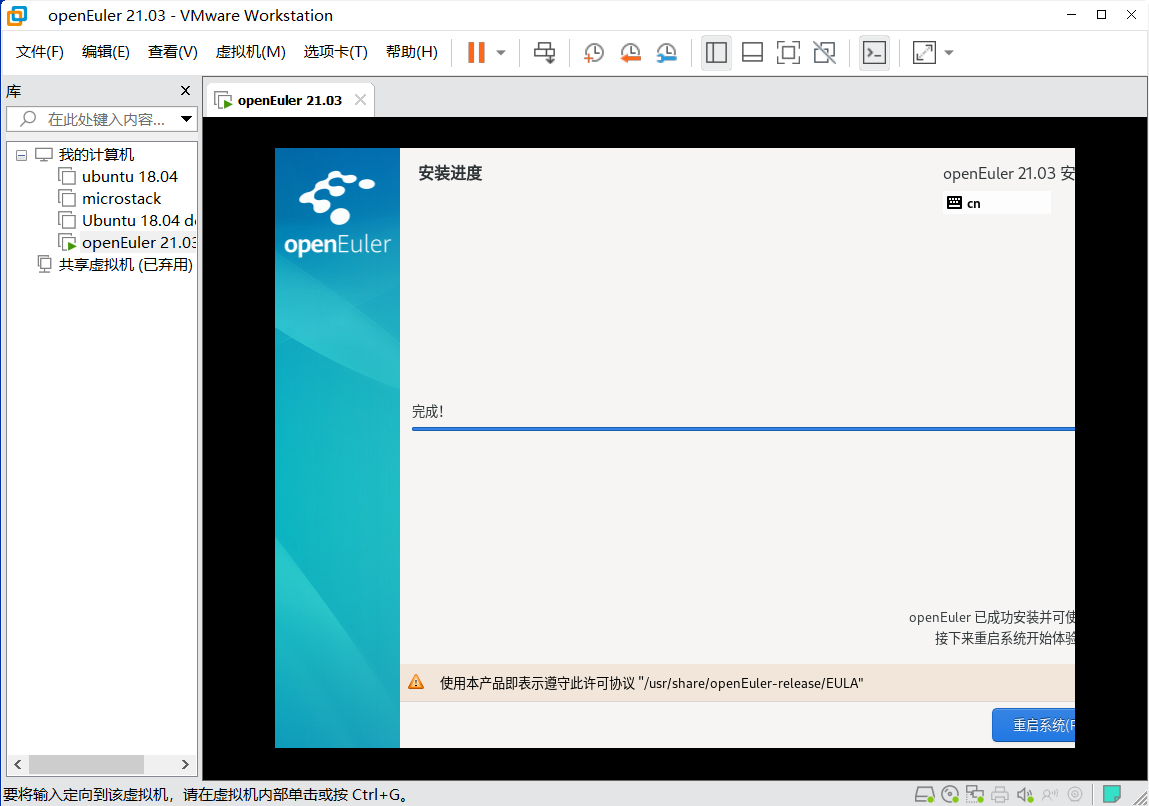 openEuler 21.03 - VMware Workstation
文件(F) 编辑(E) 查看(V) 虚拟机(M) 选项卡(T) 帮助(H)
库
在此处键入内容...
我的计算机
ubuntu 18.04
microstack
Ubuntu 18.04 de
openEuler 21.03
共享虚拟机 (已弃用)
openEuler 21.03
openEuler
安装进度
openEuler 21.03 安
cn
完成!
openEuler 已成功安装并可使
接下来重启系统开始体验
使用本产品即表示遵守此许可协议 "/usr/share/openEuler-release/EULA"
重启系统(R
要将输入定向到该虚拟机，请在虚拟机内部单击或按 Ctrl+G。